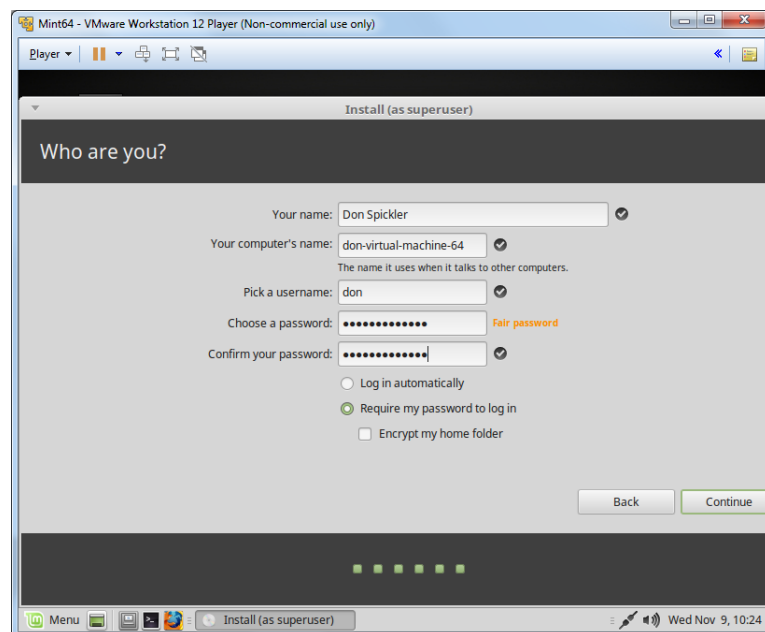 Mint64 - VMware Workstation 12 Player (Non-commercial use only)
Player
Install (as superuser)
Who are you?
Your name: Don Spickler
Your computer's name: don-virtual-machine-64
The name it uses when it talks to other computers.
Pick a username: don
Choose a password: ●●●●●●●●●●●●● Fair password
Confirm your password: ●●●●●●●●●●●●●
Log in automatically
Require my password to log in
Encrypt my home folder
Back Continue
Menu Install (as superuser) Wed Nov 9, 10:24